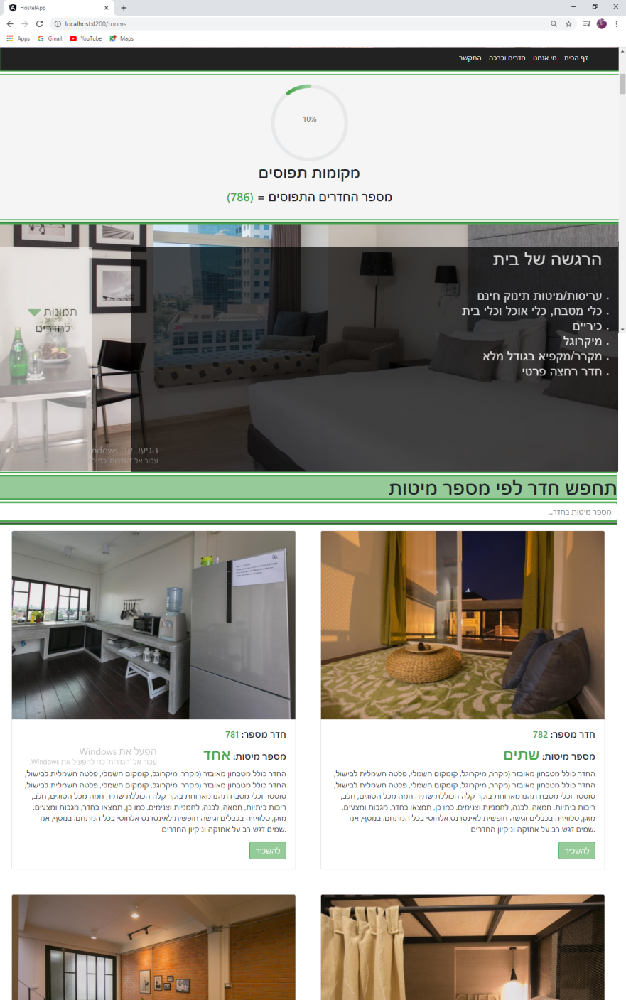 HostelApp
localhost:4200/rooms
Apps Gmail YouTube Maps
דף הבית מי אנחנו חדרים וברכה התקשר
10%
מקומות תפוסים
מספר החדרים התפוסים = (786)
הרגשה של בית
. עריסות/מיטות תינוק חינם
. כלי מטבח, כלי אוכל וכלי בית
. כיריים
. מיקרוגל
. מקרר/מקפיא בגודל מלא
. חדר רחצה פרטי
תמונות
לחדרים
הפעל את
עבור אל 'הגדרות' כדי
תחפש חדר לפי מספר מיטות
מספר מיטות בחדר...
חדר מספר: 782
מספר מיטות: שתים
החדר כולל מטבחון מאובזר (מקרר, מיקרוגל, קומקום חשמלי, פלטה חשמלית לבישול,
החדר כולל מטבחון מאובזר (מקרר, מיקרוגל, קומקום חשמלי, פלטה חשמלית לבישול,
טוסטר וכלי מטבח תהנו מארוחת בוקר קלה הכוללת שתיה חמה מכל הסוגים, חלב,
ריבות ביתיות, חמאה, לבנה, לחמניות וצנימים. כמו כן, תמצאו בחדר, מגבות ומצעים,
מזגן, טלוויזיה בכבלים וגישה חופשית לאינטרנט אלחוטי בכל המתחם. בנוסף, אנו
.שמים דגש רב על אחזקה וניקיון החדרים
להשכיר
חדר מספר: 781
מספר מיטות: אחד
הפעל את Windows
עבור אל 'הגדרות' כדי להפעיל את Windows.
החדר כולל מטבחון מאובזר (מקרר, מיקרוגל, קומקום חשמלי, פלטה חשמלית לבישול,
החדר כולל מטבחון מאובזר (מקרר, מיקרוגל, קומקום חשמלי, פלטה חשמלית לבישול,
טוסטר וכלי מטבח תהנו מארוחת בוקר קלה הכוללת שתיה חמה מכל הסוגים, חלב,
ריבות ביתיות, חמאה, לבנה, לחמניות וצנימים. כמו כן, תמצאו בחדר, מגבות ומצעים,
מזגן, טלוויזיה בכבלים וגישה חופשית לאינטרנט אלחוטי בכל המתחם. בנוסף, אנו
.שמים דגש רב על אחזקה וניקיון החדרים
להשכיר